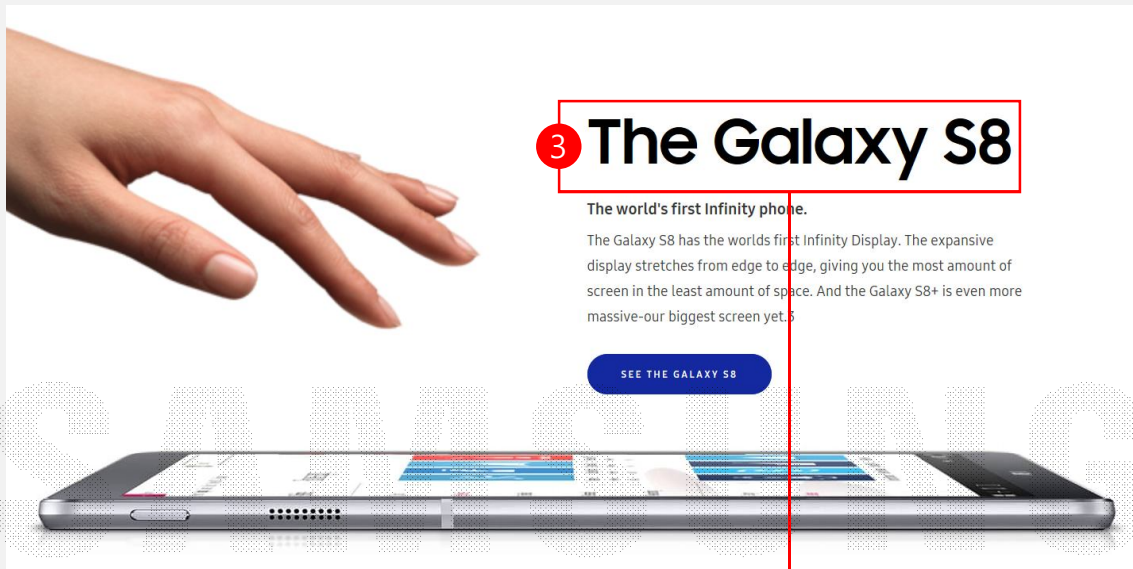 3
The Galaxy S8
The world's first Infinity phone.
The Galaxy S8 has the worlds first Infinity Display. The expansive
display stretches from edge to edge, giving you the most amount of
screen in the least amount of space. And the Galaxy S8+ is even more
massive-our biggest screen yet.3
SEE THE GALAXY S8
SAMSUNG